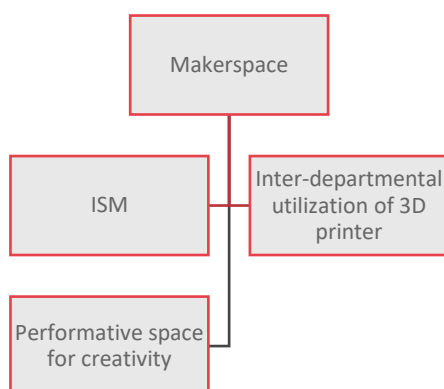 Makerspace
ISM
Inter-departmental
utilization of 3D
printer
Performative space
for creativity